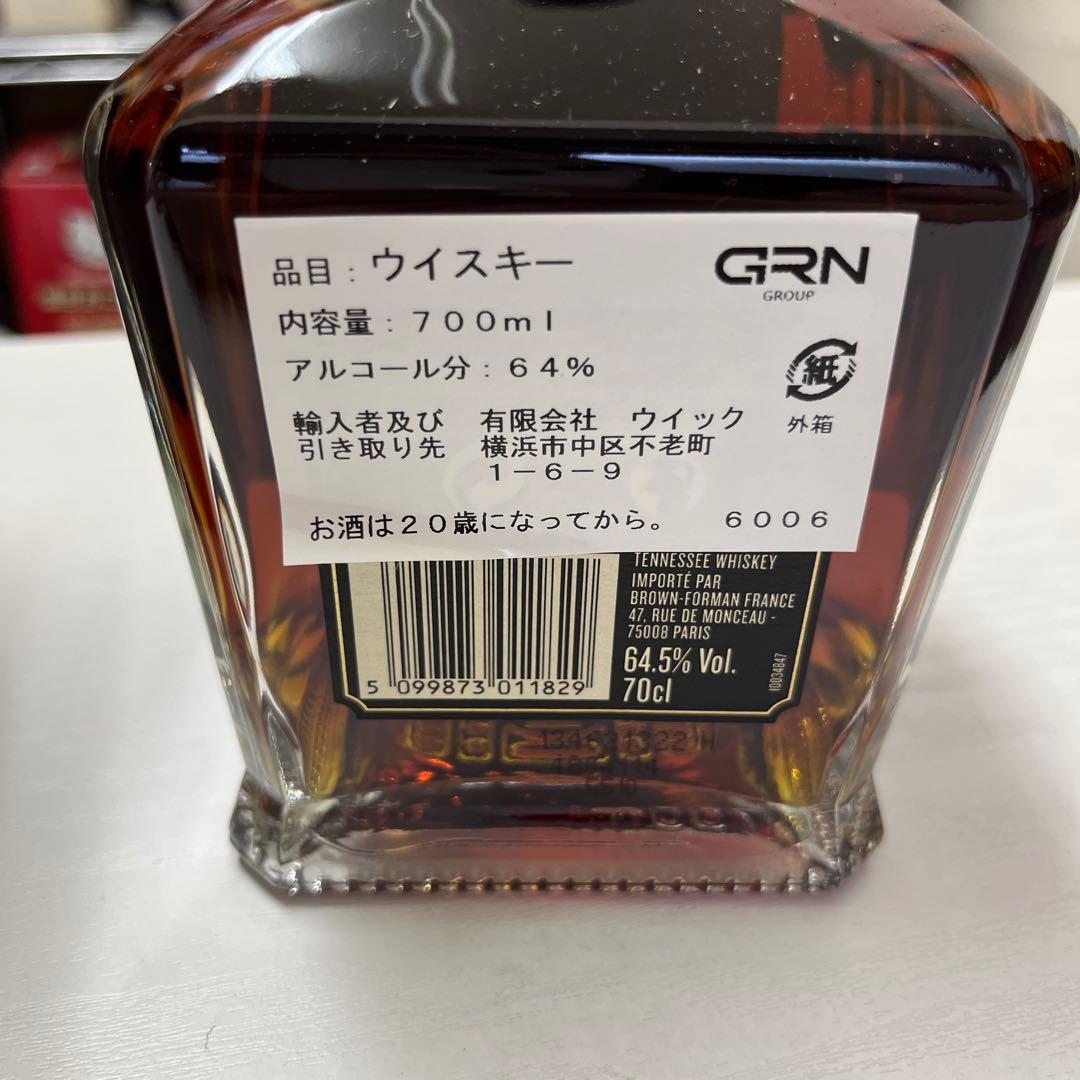 品目：ウイスキー
GRN
GROUP
内容量：７００ｍｌ
アルコール分：６４％
紙
外箱
輸入者及び　有限会社　ウイック
引き取り先　横浜市中区不老町
１－６－９
お酒は２０歳になってから。　６００６
TENNESSEE WHISKEY
IMPORTÉ PAR
BROWN-FORMAN FRANCE
47, RUE DE MONCEAU -
75008 PARIS
64.5% Vol.
70cl
10034847
5 099873 011829